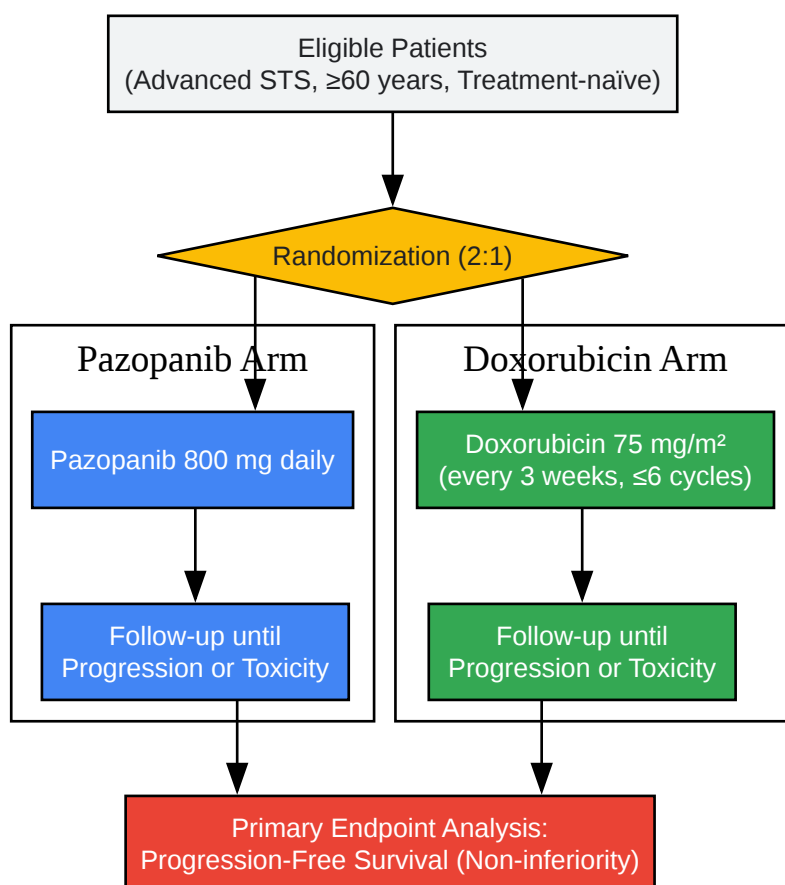 Eligible Patients
(Advanced STS, ≥60 years, Treatment-naïve)
Randomization (2:1)
Pazopanib Arm
Pazopanib 800 mg daily
Follow-up until
Progression or Toxicity
Doxorubicin Arm
Doxorubicin 75 mg/m²
(every 3 weeks, ≤6 cycles)
Follow-up until
Progression or Toxicity
Primary Endpoint Analysis:
Progression-Free Survival (Non-inferiority)